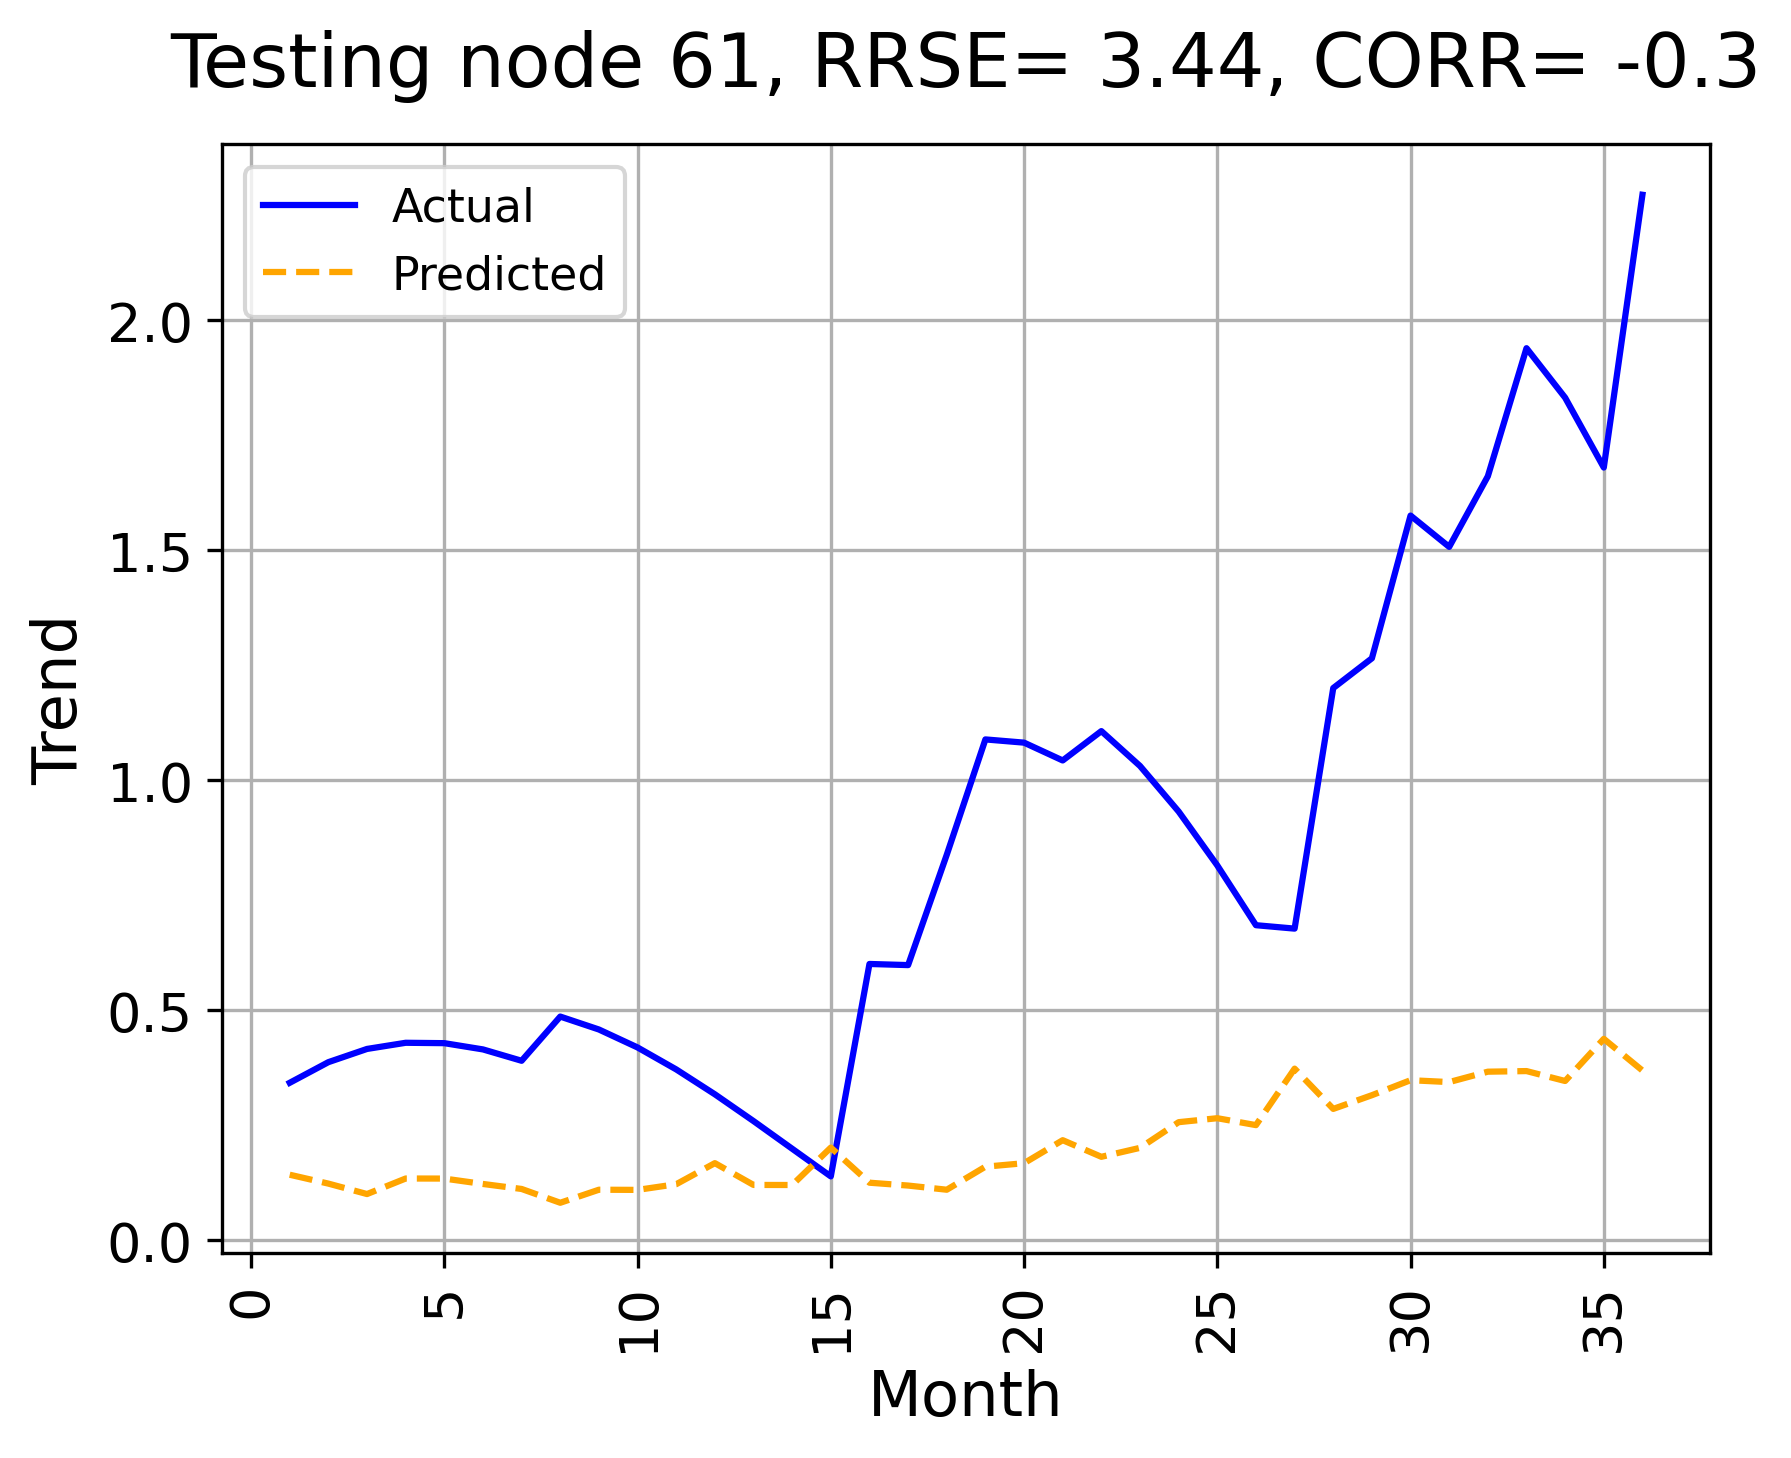 Testing node 61, RRSE= 3.44, CORR= -0.3
Actual
Predicted
Trend
2.0
1.5
1.0
0.5
0.0
0 5 10 15 20 25 30 35
Month